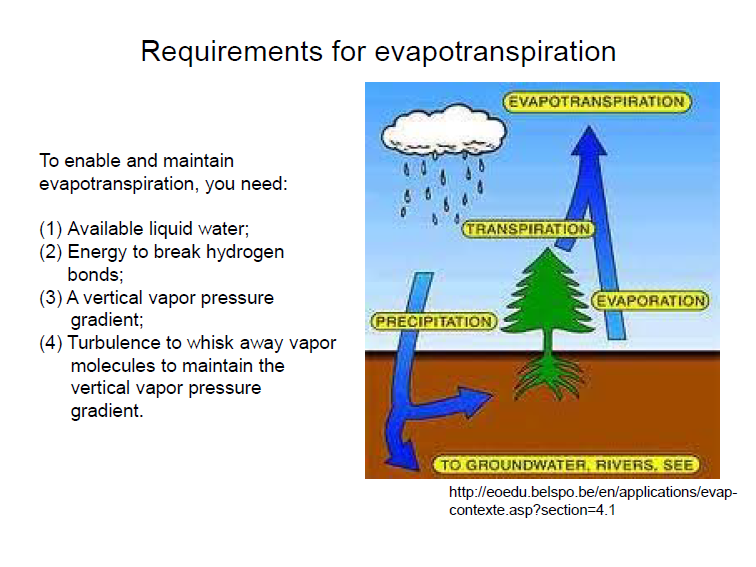 Requirements for evapotranspiration
To enable and maintain
evapotranspiration, you need:
(1) Available liquid water;
(2) Energy to break hydrogen
bonds;
(3) A vertical vapor pressure
gradient;
(4) Turbulence to whisk away vapor
molecules to maintain the
vertical vapor pressure
gradient.
EVAPOTRANSPIRATION
TRANSPIRATION
EVAPORATION
PRECIPITATION
TO GROUNDWATER, RIVERS, SEE
http://eoedu.belspo.be/en/applications/evap-
contexte.asp?section=4.1